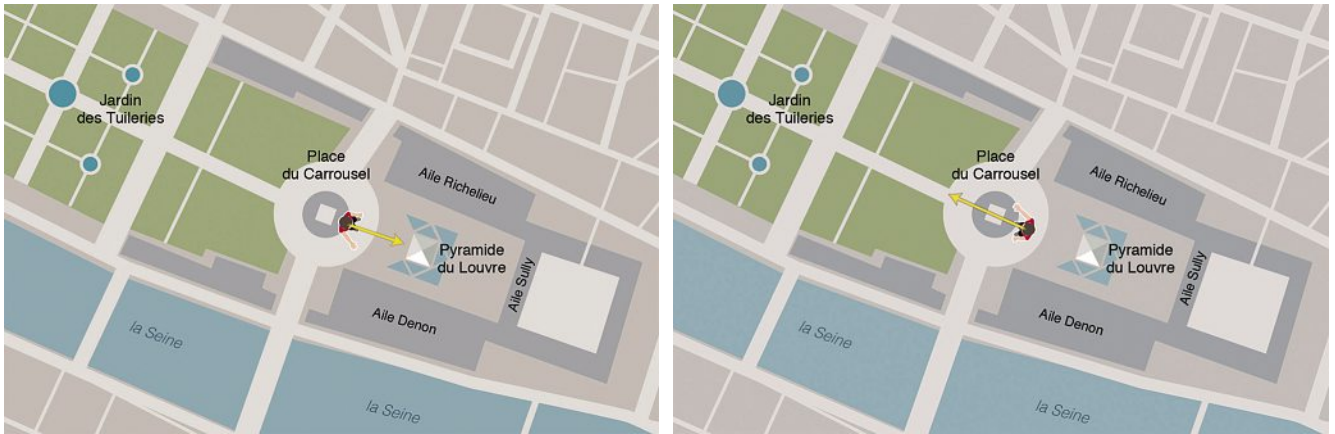 Jardin
des Tuileries
Place
du Carrousel
Aile Richelieu
Pyramide
du Louvre
Aile Sully
Aile Denon
la Seine
la Seine
Jardin
des Tuileries
Place
du Carrousel
Aile Richelieu
Pyramide
du Louvre
Aile Sully
Aile Denon
la Seine
la Seine